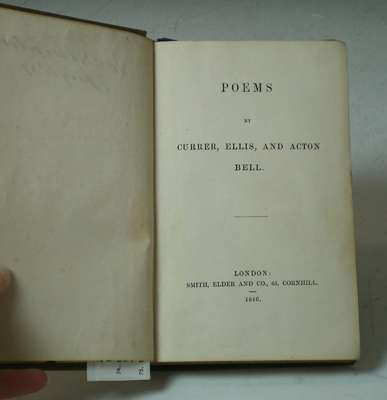 POEMS
BY
CURRER, ELLIS, AND ACTON
BELL.
LONDON:
SMITH, ELDER AND CO., 65, CORNHILL.
1846.